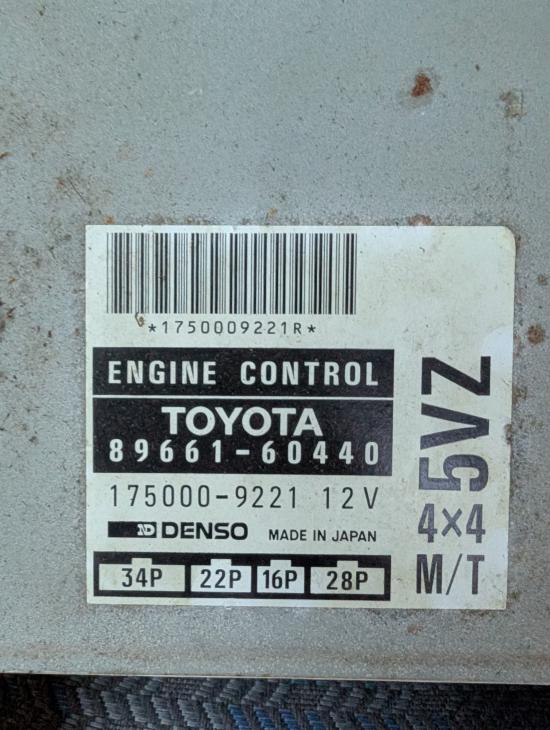 *1750009221R*
ENGINE CONTROL
TOYOTA
89661-60440
175000-9221 12V
ND DENSO MADE IN JAPAN
34P 22P 16P 28P
5VZ
4×4
M/T